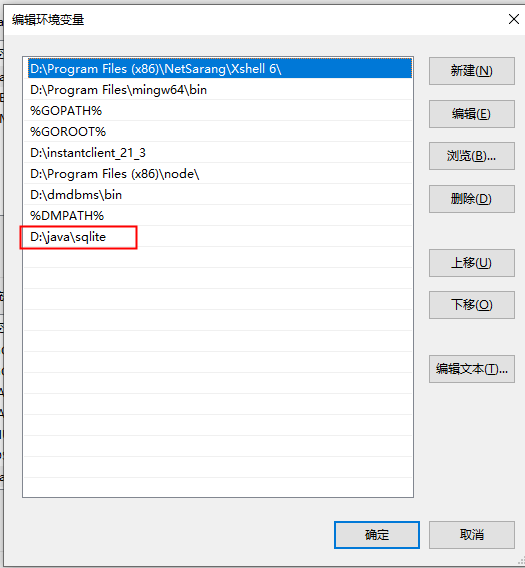 编辑环境变量
D:\Program Files (x86)\NetSarang\Xshell 6\
D:\Program Files\mingw64\bin
%GOPATH%
%GOROOT%
D:\instantclient_21_3
D:\Program Files (x86)\node\
D:\dmdbms\bin
%DMPATH%
D:\java\sqlite
新建(N)
编辑(E)
浏览(B)...
删除(D)
上移(U)
下移(O)
编辑文本(T)...
确定
取消